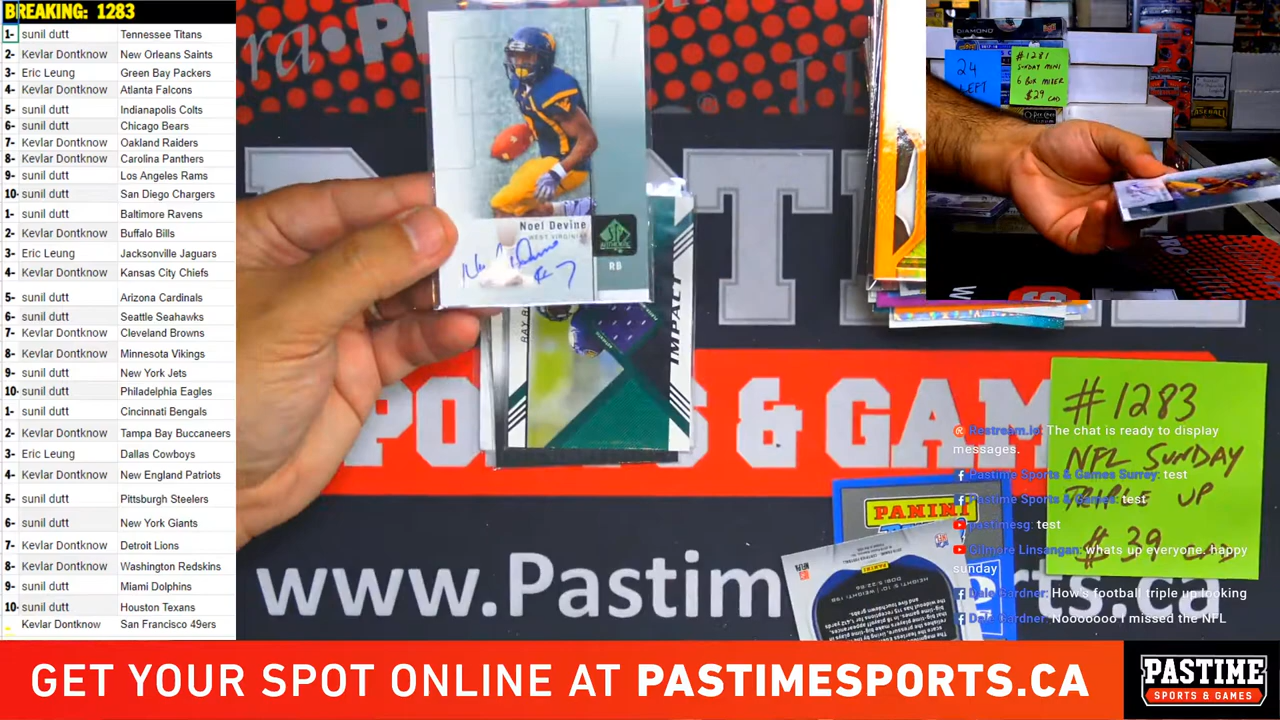 BREAKING: 1283
1- sunil dutt Tennessee Titans
2- Kevlar Dontknow New Orleans Saints
3- Eric Leung Green Bay Packers
4- Kevlar Dontknow Atlanta Falcons
5- sunil dutt Indianapolis Colts
6- sunil dutt Chicago Bears
7- Kevlar Dontknow Oakland Raiders
8- Kevlar Dontknow Carolina Panthers
9- sunil dutt Los Angeles Rams
10- sunil dutt San Diego Chargers
1- sunil dutt Baltimore Ravens
2- Kevlar Dontknow Buffalo Bills
3- Eric Leung Jacksonville Jaguars
4- Kevlar Dontknow Kansas City Chiefs
5- sunil dutt Arizona Cardinals
6- sunil dutt Seattle Seahawks
7- Kevlar Dontknow Cleveland Browns
8- Kevlar Dontknow Minnesota Vikings
9- sunil dutt New York Jets
10- sunil dutt Philadelphia Eagles
1- sunil dutt Cincinnati Bengals
2- Kevlar Dontknow Tampa Bay Buccaneers
3- Eric Leung Dallas Cowboys
4- Kevlar Dontknow New England Patriots
5- sunil dutt Pittsburgh Steelers
6- sunil dutt New York Giants
7- Kevlar Dontknow Detroit Lions
8- Kevlar Dontknow Washington Redskins
9- sunil dutt Miami Dolphins
10- sunil dutt Houston Texans
Kevlar Dontknow San Francisco 49ers
Noel Devine
WEST VIRGINIA
SP
AUTHENTIC
RB
#7
RAY R
IMPACT
DIAMOND
24
LEFT
#1281
SUNDAY MINI
6 BOX MIXER
$29 CAD
BASEBALL
S & GAM
www.Pastim rts.ca
PANINI
#1283
NFL SUNDAY
TRIPLE UP
$39 CAD
Restream.io: The chat is ready to display
messages.
Pastime Sports & Games Surrey: test
Pastime Sports & Games: test
pastimesg: test
Gilmore Linsangan: whats up everyone, happy
sunday
Dale Gardner: How's football triple up looking
Dale Gardner: Nooooooo I missed the NFL
GET YOUR SPOT ONLINE AT PASTIMESPORTS.CA
PASTIME
SPORTS & GAMES